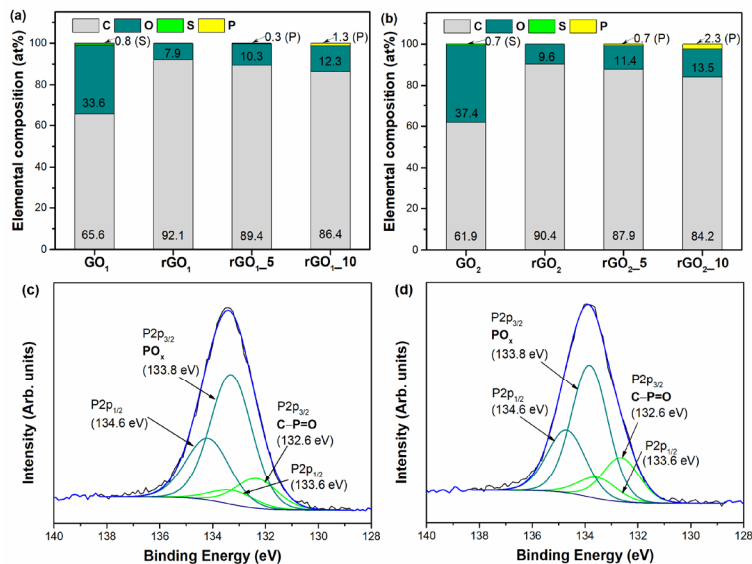 (a)
C O S P
Elemental composition (at%)
100
80
60
40
20
0
0.8 (S)
0.3 (P)
1.3 (P)
33.6
7.9
10.3
12.3
65.6
92.1
89.4
86.4
GO₁
rGO₁
rGO₁_5
rGO₁_10
(b)
C O S P
Elemental composition (at%)
100
80
60
40
20
0
0.7 (S)
0.7 (P)
2.3 (P)
37.4
9.6
11.4
13.5
61.9
90.4
87.9
84.2
GO₂
rGO₂
rGO₂_5
rGO₂_10
(c)
Intensity (Arb. units)
P2p₃/₂
POₓ
(133.8 eV)
P2p₁/₂
(134.6 eV)
P2p₃/₂
C–P=O
(132.6 eV)
P2p₁/₂
(133.6 eV)
140 138 136 134 132 130 128
Binding Energy (eV)
(d)
Intensity (Arb. units)
P2p₃/₂
POₓ
(133.8 eV)
P2p₁/₂
(134.6 eV)
P2p₃/₂
C–P=O
(132.6 eV)
P2p₁/₂
(133.6 eV)
140 138 136 134 132 130 128
Binding Energy (eV)